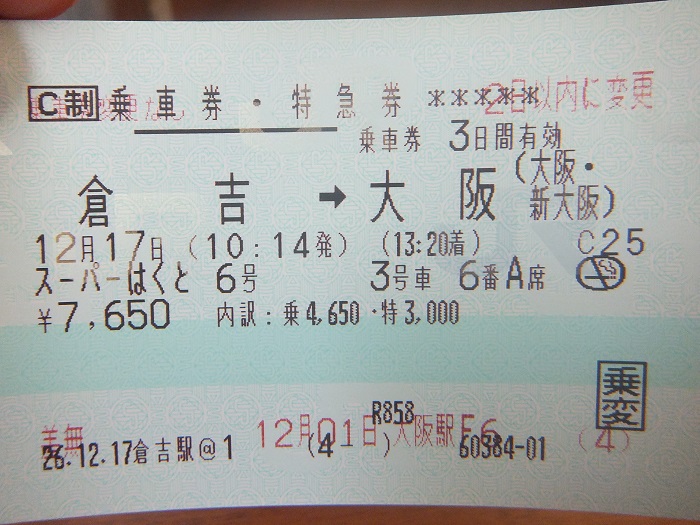 C制 乗車券・特急券 ***** 2日以内に変更
乗車券 3日間有効
倉吉 → 大阪 (大阪・新大阪)
12月17日 (10:14発) (13:20着) C25
スーパーはくと 6号 3号車 6番A席
¥7,650 内訳:乗4,650・特3,000
乗変
R858
差無 12月01日 大阪駅F6 (4)
26.12.17倉吉駅@1 (4 ) 60384-01